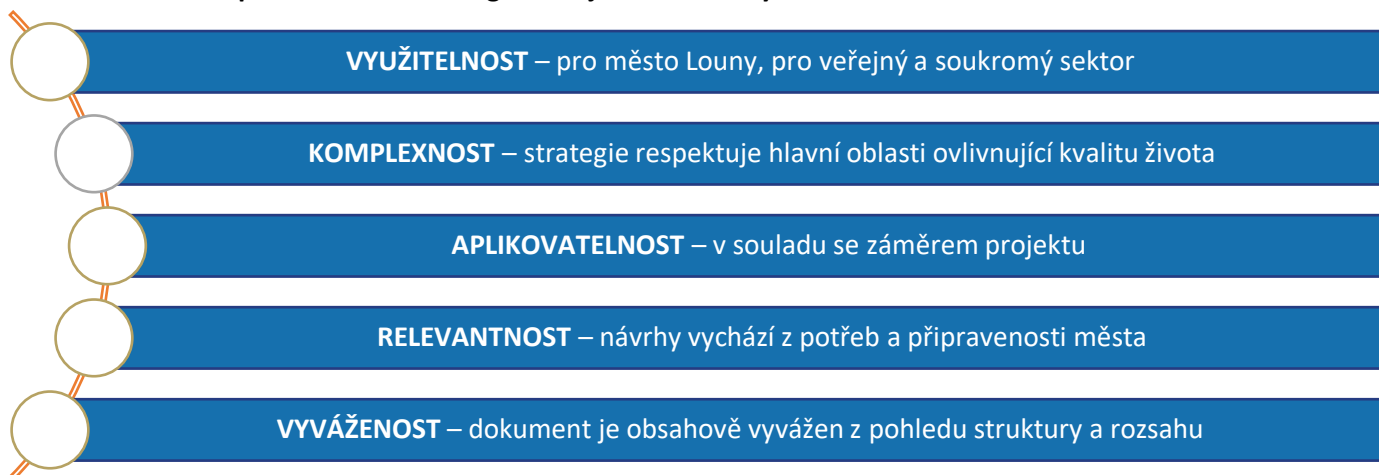 VYUŽITELNOST – pro město Louny, pro veřejný a soukromý sektor
KOMPLEXNOST – strategie respektuje hlavní oblasti ovlivnující kvalitu života
APLIKOVATELNOST – v souladu se záměrem projektu
RELEVANTNOST – návrhy vychází z potřeb a připravenosti města
VYVÁŽENOST – dokument je obsahově vyvážen z pohledu struktury a rozsahu